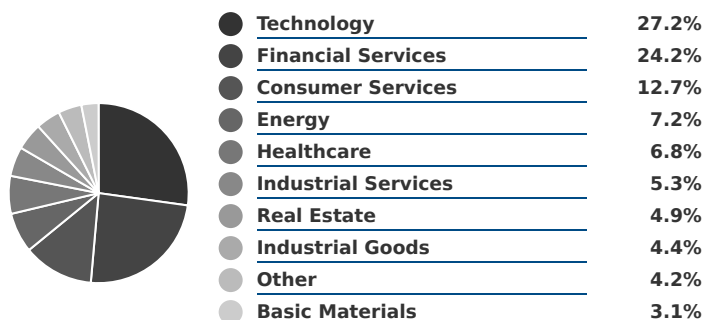 Technology 27.2%
Financial Services 24.2%
Consumer Services 12.7%
Energy 7.2%
Healthcare 6.8%
Industrial Services 5.3%
Real Estate 4.9%
Industrial Goods 4.4%
Other 4.2%
Basic Materials 3.1%